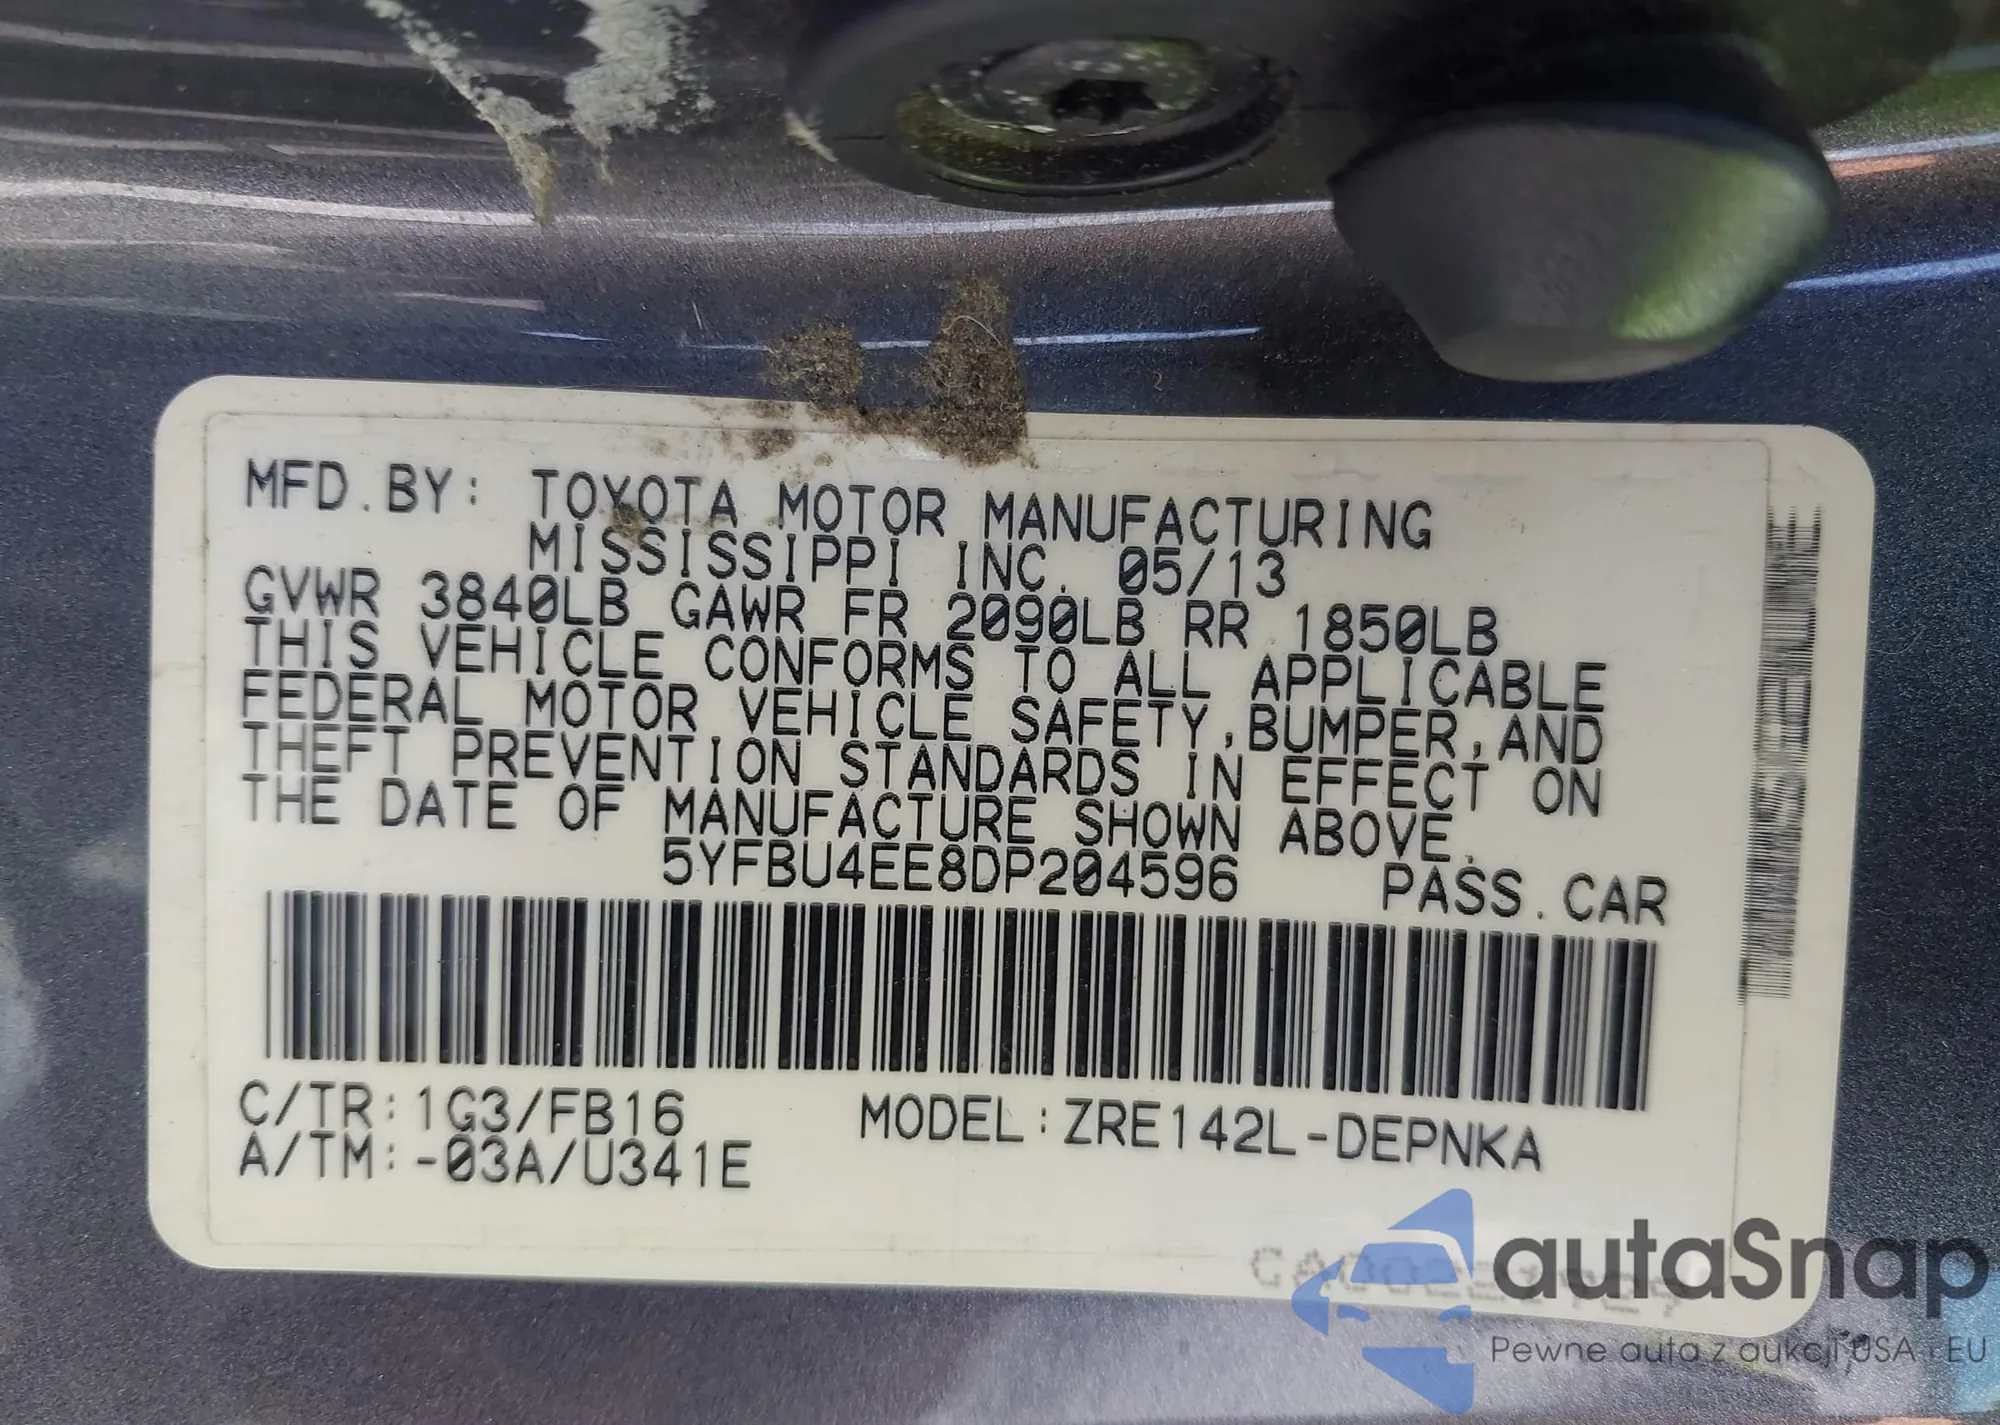 MFD.BY: TOYOTA MOTOR MANUFACTURING
MISSISSIPPI INC. 05/13
GVWR 3840LB GAWR FR 2090LB RR 1850LB
THIS VEHICLE CONFORMS TO ALL APPLICABLE
FEDERAL MOTOR VEHICLE SAFETY,BUMPER,AND
THEFT PREVENTION STANDARDS IN EFFECT ON
THE DATE OF MANUFACTURE SHOWN ABOVE.
5YFBU4EE8DP204596 PASS.CAR
C/TR:1G3/FB16 MODEL:ZRE142L-DEPNKA
A/TM:-03A/U341E
autaSnap
Pewne auta z aukcji USA i EU